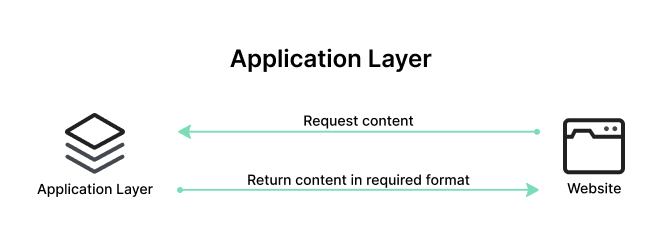 Application Layer
Request content
Return content in required format
Application Layer
Website